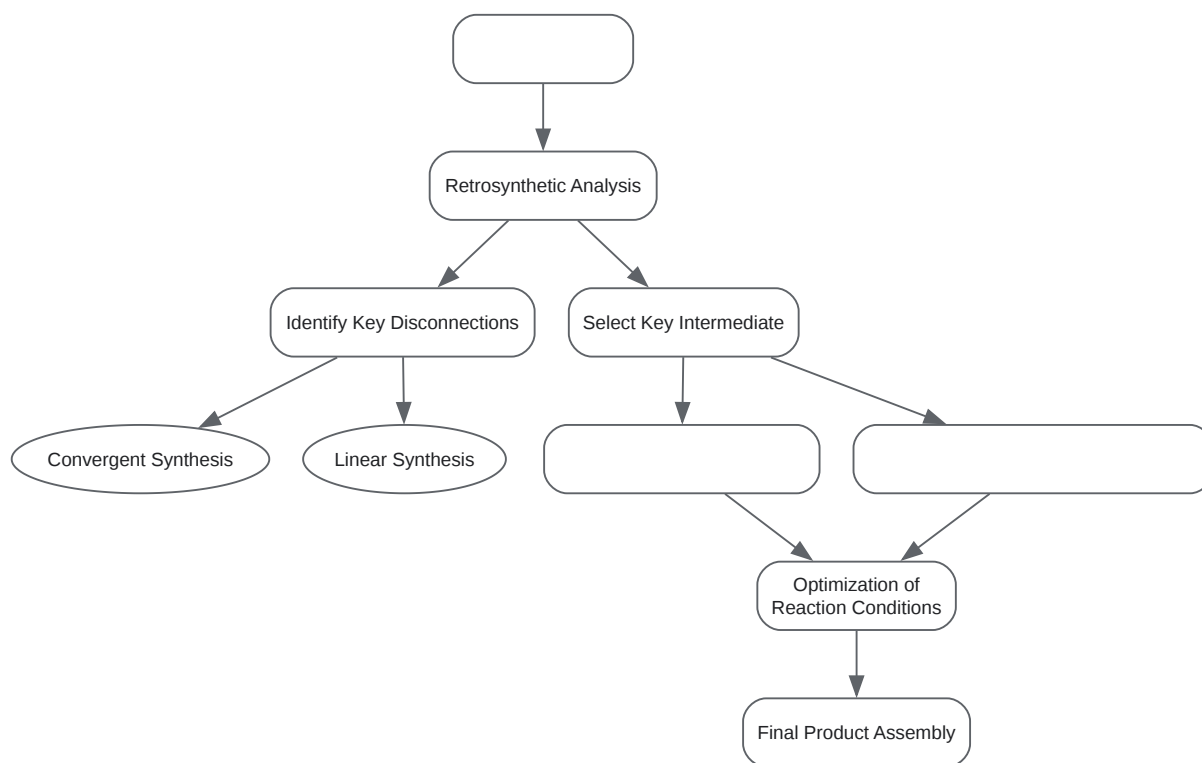 Retrosynthetic Analysis
Identify Key Disconnections
Select Key Intermediate
Convergent Synthesis
Linear Synthesis
Optimization of
Reaction Conditions
Final Product Assembly